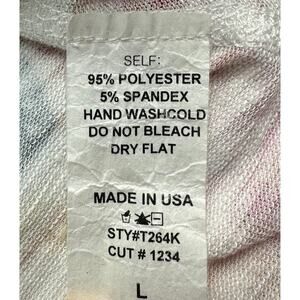 SELF:
95% POLYESTER
5% SPANDEX
HAND WASHCOLD
DO NOT BLEACH
DRY FLAT
MADE IN USA
STY#T264K
CUT # 1234
L